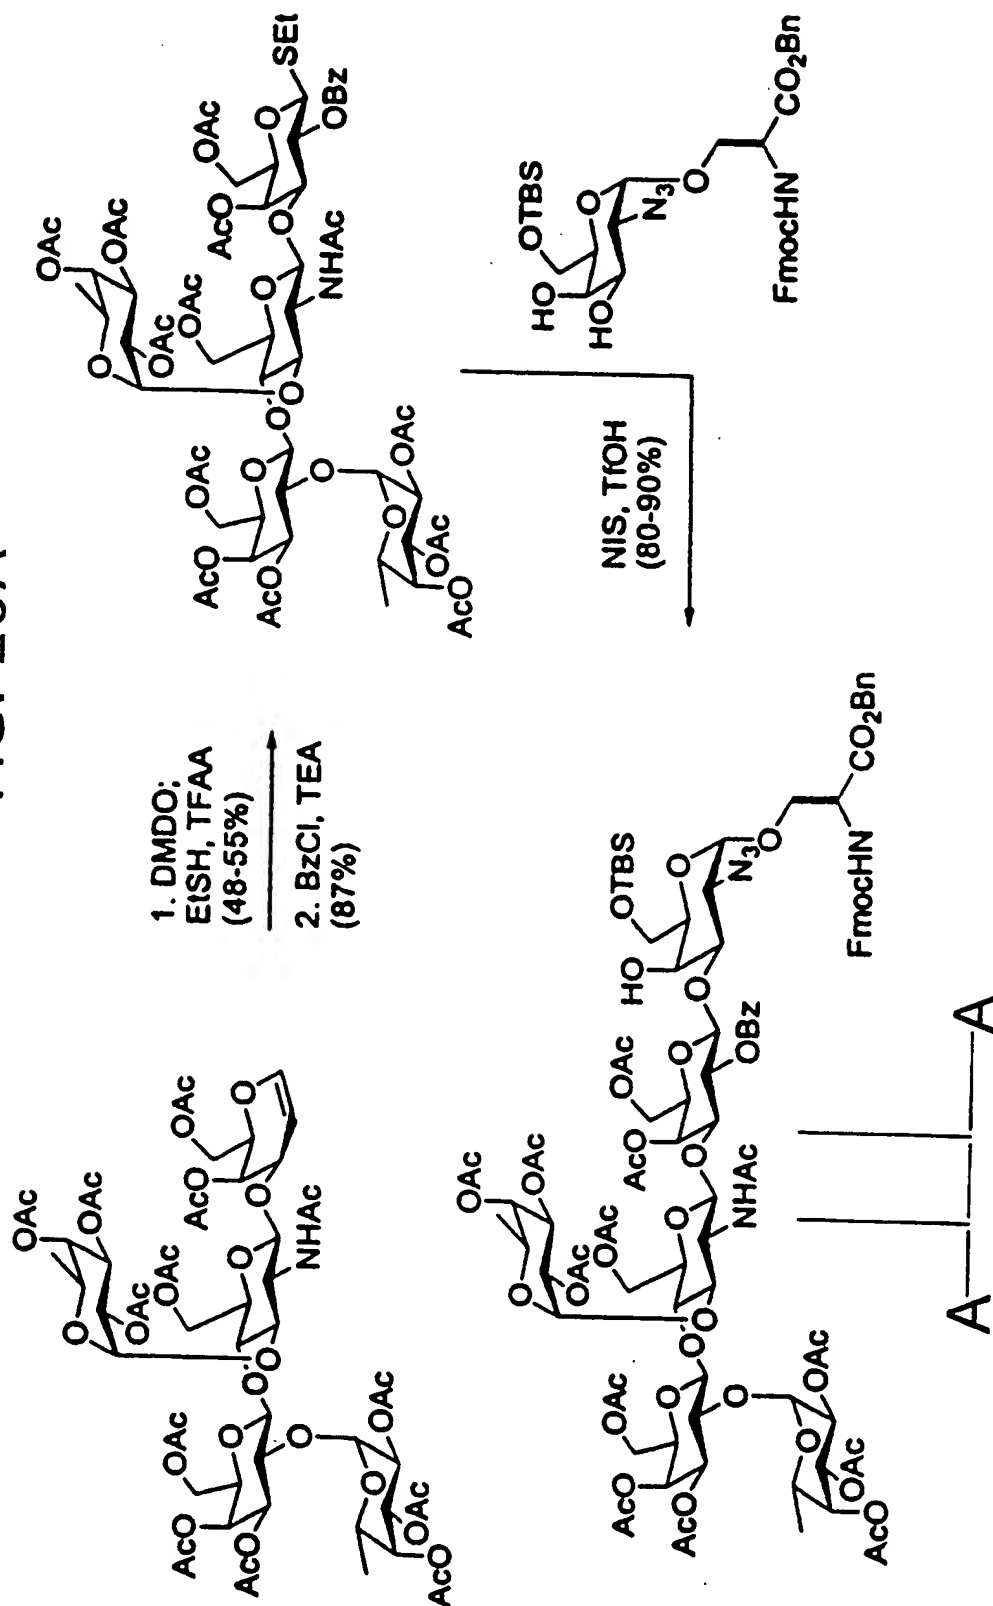 OAc
OAc
OAc
OAc
AcO
OAc
NHAc
O
O
O
O
O
OAc
AcO
AcO
O
O
O
O
OAc
OAc
AcO
1. DMDO;
EtSH, TFAA
(48-55%)
2. BzCl, TEA
(87%)
OAc
OAc
OAc
OAc
AcO
OAc
SEt
OBz
NHAc
O
O
O
O
O
OAc
AcO
AcO
O
O
O
O
OAc
OAc
AcO
NIS, TfOH
(80-90%)
OTBS
HO
HO
O
N3
O
FmocHN
CO2Bn
OAc
OAc
OAc
OAc
AcO
OAc
OBz
NHAc
O
O
O
O
O
O
OAc
AcO
AcO
O
O
O
O
OAc
OAc
AcO
OTBS
HO
O
N3
O
FmocHN
CO2Bn
A
A